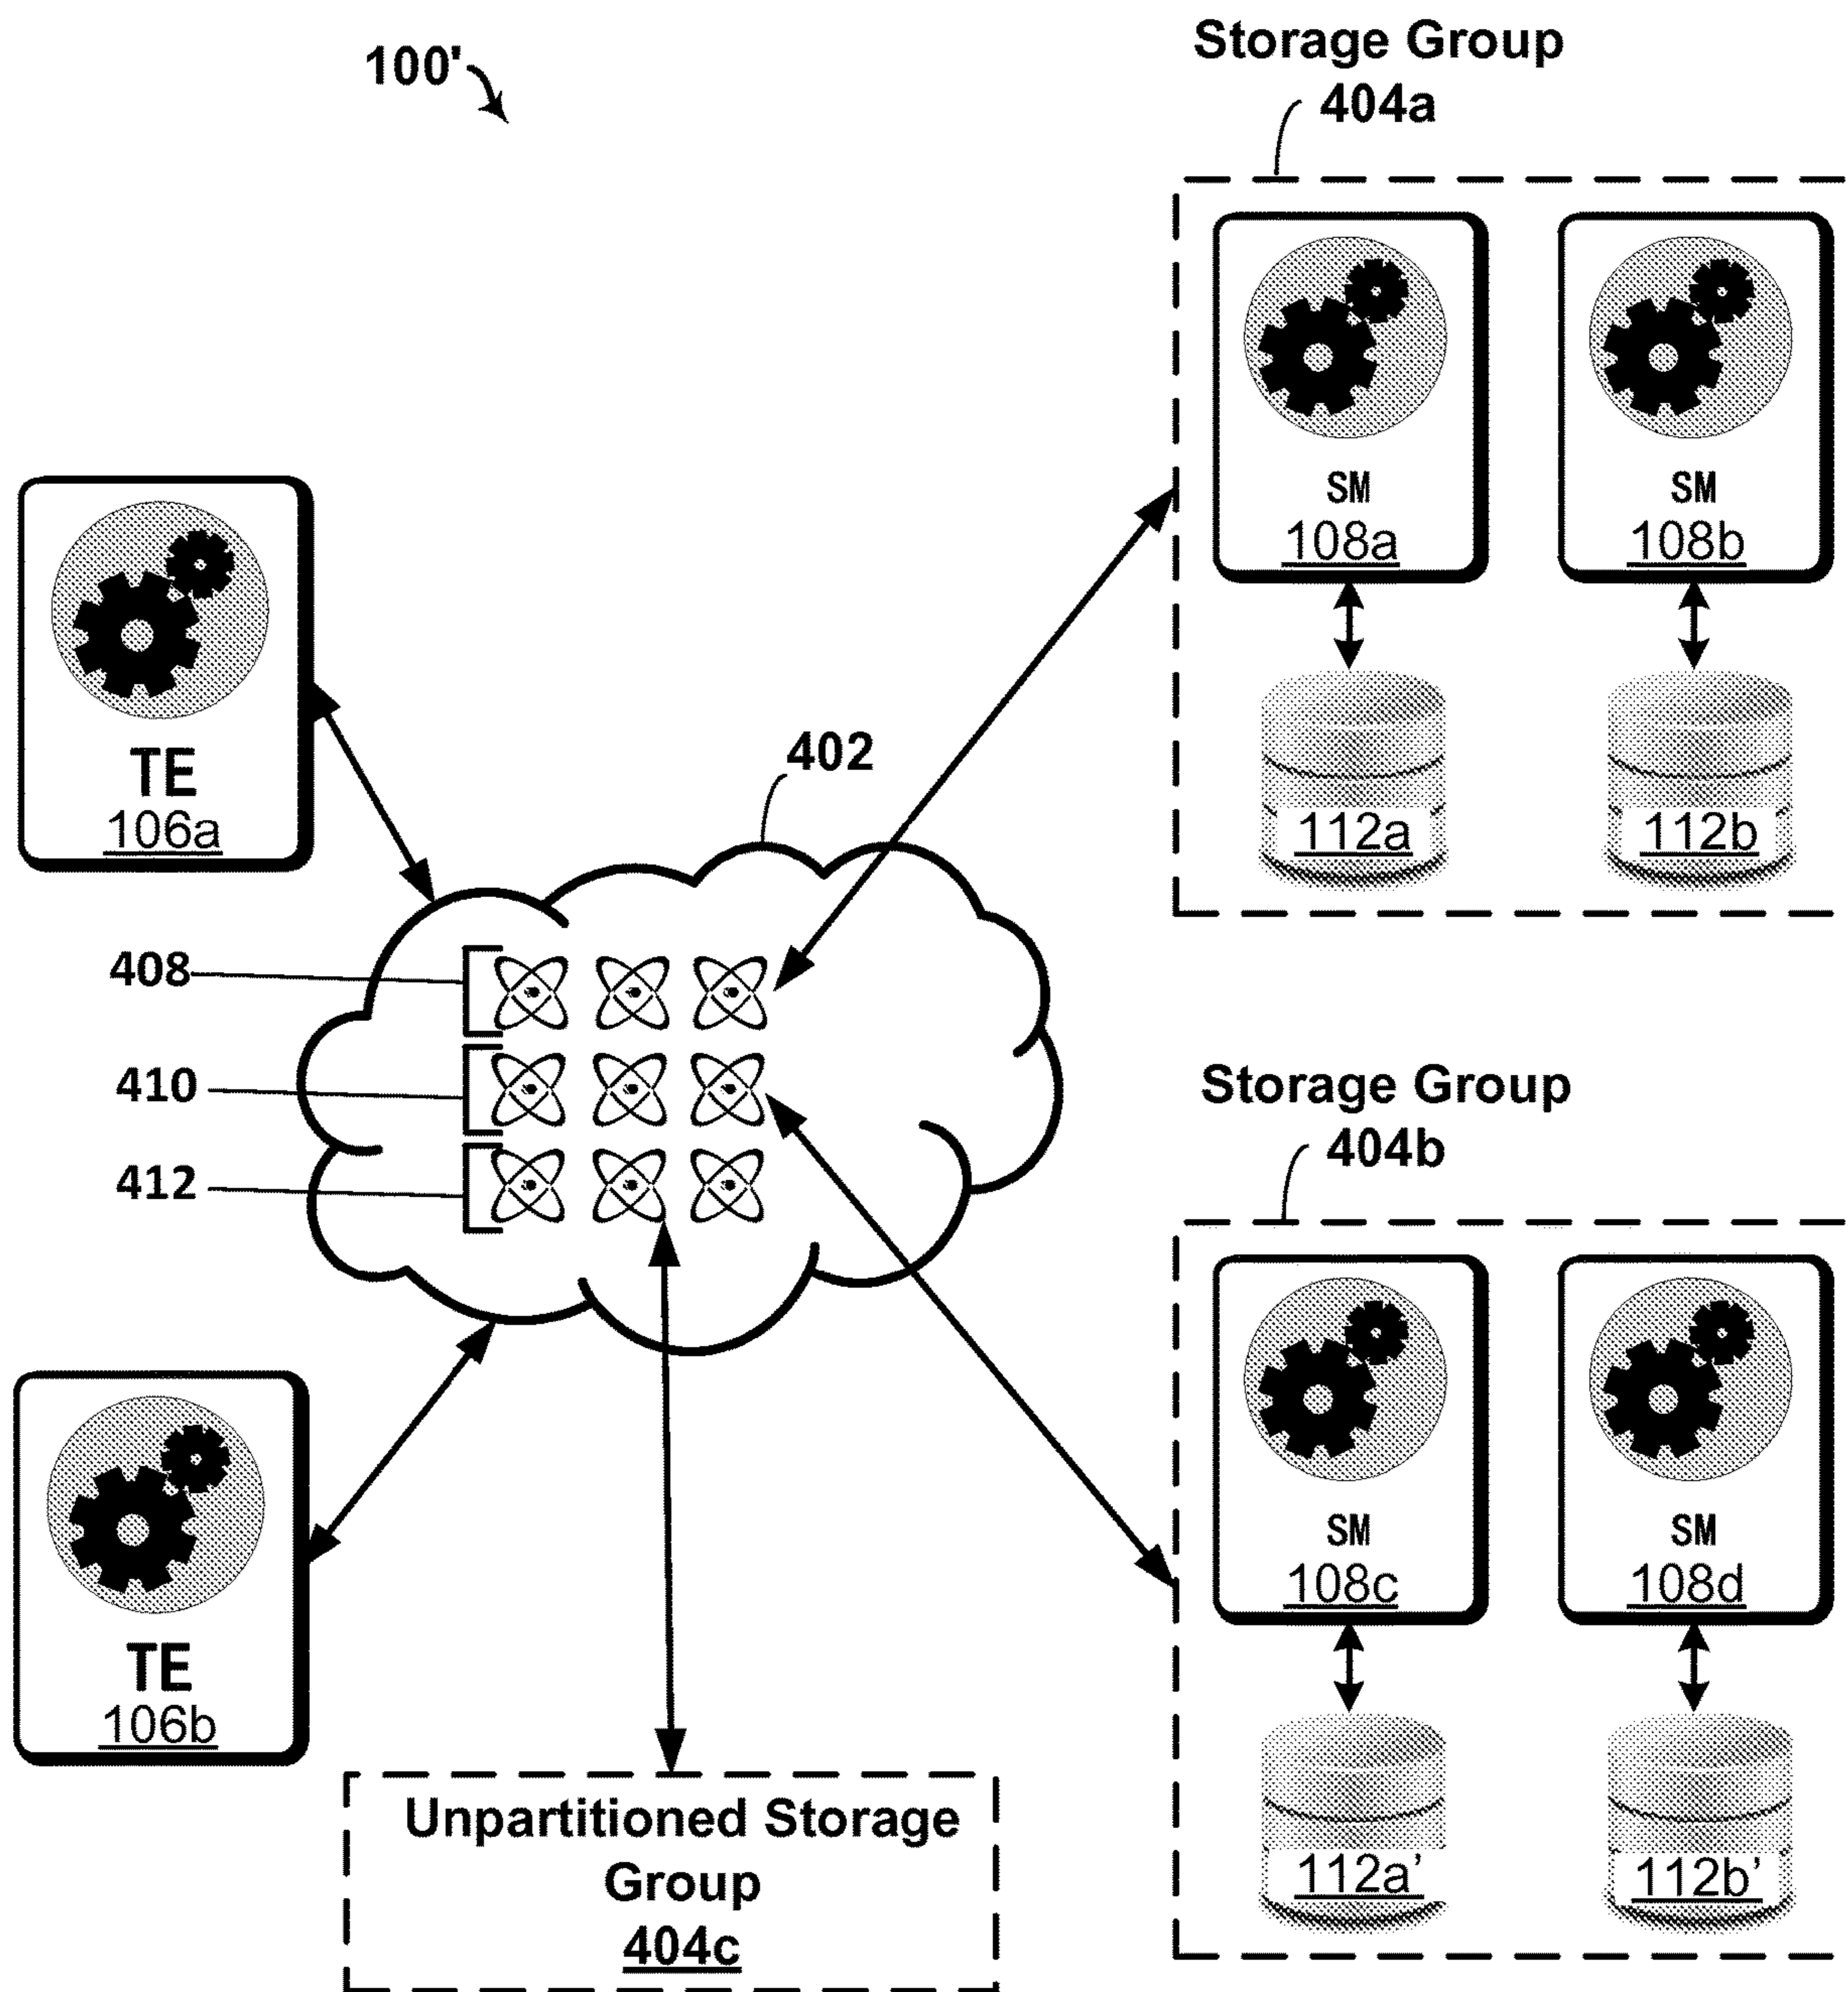 100'
Storage Group
404a
SM
108a
SM
108b
112a
112b
TE
106a
402
408
410
412
Storage Group
404b
SM
108c
SM
108d
112a’
112b’
TE
106b
Unpartitioned Storage
Group
404c